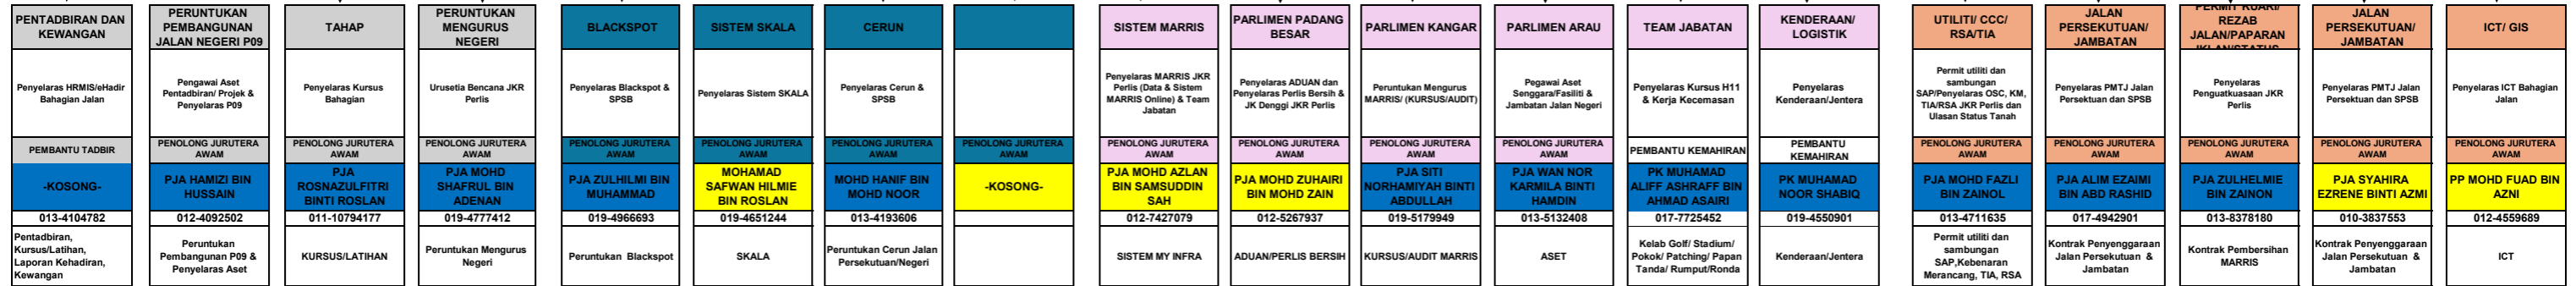 PENTADBIRAN DAN
KEWANGAN
Penyelaras HRMIS/eHadir
Bahagian Jalan
PEMBANTU TADBIR
-KOSONG-
013-4104782
Pentadbiran,
Kursus/Latihan,
Laporan Kehadiran,
Kewangan
PERUNTUKAN
PEMBANGUNAN
JALAN NEGERI P09
Pengawai Aset
Pentadbiran/ Projek &
Penyelaras P09
PENOLONG JURUTERA
AWAM
PJA HAMIZI BIN
HUSSAIN
012-4092502
Peruntukan
Pembangunan P09 &
Penyelaras Aset
TAHAP
Penyelaras Kursus
Bahagian
PENOLONG JURUTERA
AWAM
PJA
ROSNAZULFITRI
BINTI ROSLAN
011-10794177
KURSUS/LATIHAN
PERUNTUKAN
MENGURUS
NEGERI
Urusetia Bencana JKR
Perlis
PENOLONG JURUTERA
AWAM
PJA MOHD
SHAFRUL BIN
ADENAN
019-4777412
Peruntukan Mengurus
Negeri
BLACKSPOT
Penyelaras Blackspot &
SPSB
PENOLONG JURUTERA
AWAM
PJA ZULHILMI BIN
MUHAMMAD
019-4966693
Peruntukan Blackspot
SISTEM SKALA
Penyelaras Sistem SKALA
PENOLONG JURUTERA
AWAM
MOHAMAD
SAFWAN HILMIE
BIN ROSLAN
019-4651244
SKALA
CERUN
Penyelaras Cerun &
SPSB
PENOLONG JURUTERA
AWAM
MOHD HANIF BIN
MOHD NOOR
013-4193606
Peruntukan Cerun Jalan
Persekutuan/Negeri
PENOLONG JURUTERA
AWAM
-KOSONG-
SISTEM MARRIS
Penyelaras MARRIS JKR
Perlis (Data & Sistem
MARRIS Online) & Team
Jabatan
PENOLONG JURUTERA
AWAM
PJA MOHD AZLAN
BIN SAMSUDDIN
SAH
012-7427079
SISTEM MY INFRA
PARLIMEN PADANG
BESAR
Penyelaras ADUAN dan
Penyelaras Perlis Bersih &
JK Denggi JKR Perlis
PENOLONG JURUTERA
AWAM
PJA MOHD ZUHAIRI
BIN MOHD ZAIN
012-5267937
ADUAN/PERLIS BERSIH
PARLIMEN KANGAR
Peruntukan Mengurus
MARRIS/ (KURSUS/AUDIT)
PENOLONG JURUTERA
AWAM
PJA SITI
NORHAMIYAH BINTI
ABDULLAH
019-5179949
KURSUS/AUDIT MARRIS
PARLIMEN ARAU
Pegawai Aset
Senggara/Fasiliti &
Jambatan Jalan Negeri
PENOLONG JURUTERA
AWAM
PJA WAN NOR
KARMILA BINTI
HAMDIN
013-5132408
ASET
TEAM JABATAN
Penyelaras Kursus H11
& Kerja Kecemasan
PEMBANTU KEMAHIRAN
PK MUHAMAD
ALIFF ASHRAFF BIN
AHMAD ASAIRI
017-7725452
Kelab Golf/ Stadium/
Pokok/ Patching/ Papan
Tanda/ Rumput/Ronda
KENDERAAN/
LOGISTIK
Penyelaras
Kenderaan/Jentera
PEMBANTU
KEMAHIRAN
PK MUHAMAD
NOOR SHABIQ
019-4550901
Kenderaan/Jentera
UTILITI/ CCC/
RSA/TIA
Permit utiliti dan
sambungan
SAP/Penyelaras OSC, KM,
TIA/RSA JKR Perlis dan
Ulasan Status Tanah
PENOLONG JURUTERA
AWAM
PJA MOHD FAZLI
BIN ZAINOL
013-4711635
Permit utiliti dan
sambungan
SAP,Kebenaran
Merancang, TIA, RSA
JALAN
PERSEKUTUAN/
JAMBATAN
Penyelaras PMTJ Jalan
Persektuan dan SPSB
PENOLONG JURUTERA
AWAM
PJA ALIM EZAIMI
BIN ABD RASHID
017-4942901
Kontrak Penyenggaraan
Jalan Persekutuan &
Jambatan
PERMIT KUARI/
REZAB
JALAN/PAPARAN
IKLAN/STATUS
Penyelaras
Penguatkuasaan JKR
Perlis
PENOLONG JURUTERA
AWAM
PJA ZULHELMIE
BIN ZAINON
013-8378180
Kontrak Pembersihan
MARRIS
JALAN
PERSEKUTUAN/
JAMBATAN
Penyelaras PMTJ Jalan
Persektuan dan SPSB
PENOLONG JURUTERA
AWAM
PJA SYAHIRA
EZRENE BINTI AZMI
010-3837553
Kontrak Penyenggaraan
Jalan Persekutuan &
Jambatan
ICT/ GIS
Penyelaras ICT Bahagian
Jalan
PENOLONG JURUTERA
AWAM
PP MOHD FUAD BIN
AZNI
012-4559689
ICT